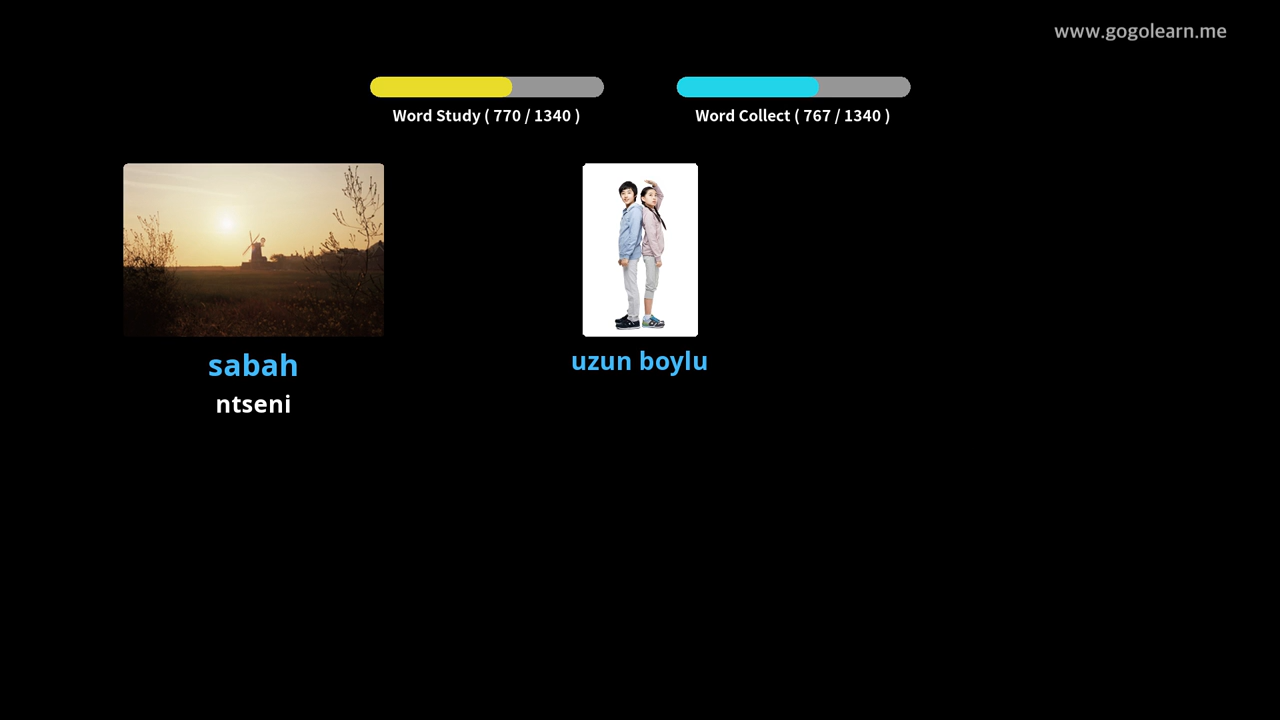 www.gogolearn.me
Word Study ( 770 / 1340 )
Word Collect ( 767 / 1340 )
sabah
ntseni
uzun boylu